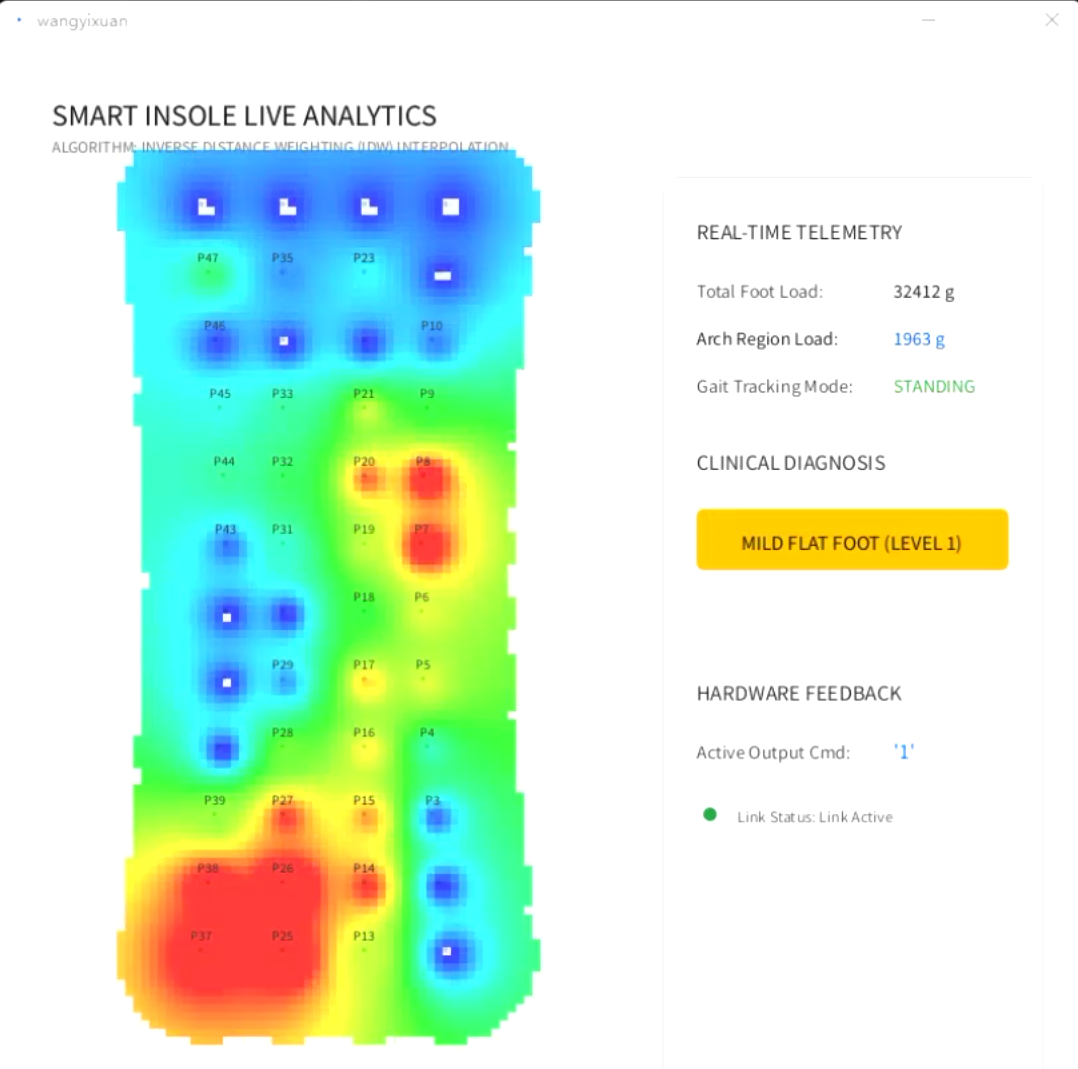 wangyixuan
SMART INSOLE LIVE ANALYTICS
ALGORITHM: INVERSE DISTANCE WEIGHTING (IDW) INTERPOLATION
P47 P35 P23
P46 P10
P45 P33 P21 P9
P44 P32 P20 P8
P43 P31 P19 P7
P18 P6
P29 P17 P5
P28 P16 P4
P39 P27 P15 P3
P38 P26 P14
P37 P25 P13
REAL-TIME TELEMETRY
Total Foot Load: 32412 g
Arch Region Load: 1963 g
Gait Tracking Mode: STANDING
CLINICAL DIAGNOSIS
MILD FLAT FOOT (LEVEL 1)
HARDWARE FEEDBACK
Active Output Cmd: '1'
Link Status: Link Active